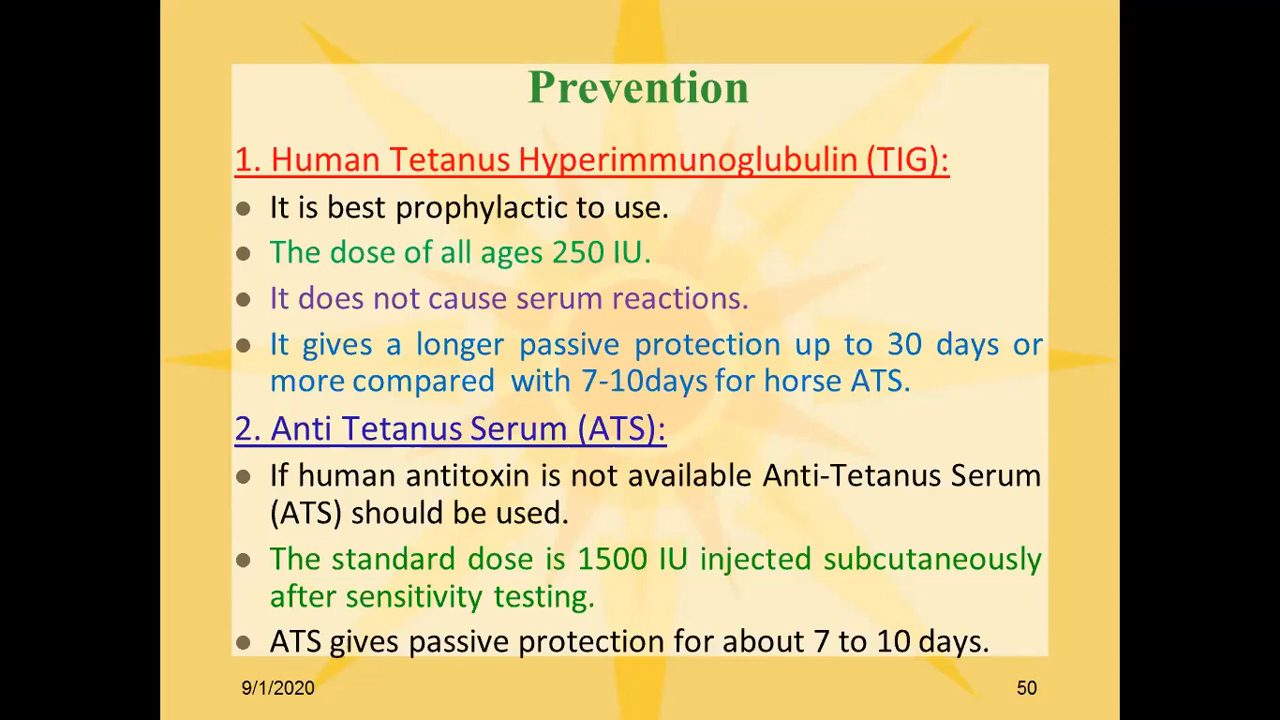 Prevention
1. Human Tetanus Hyperimmunoglubulin (TIG):
● It is best prophylactic to use.
● The dose of all ages 250 IU.
● It does not cause serum reactions.
● It gives a longer passive protection up to 30 days or
more compared with 7-10days for horse ATS.
2. Anti Tetanus Serum (ATS):
● If human antitoxin is not available Anti-Tetanus Serum
(ATS) should be used.
● The standard dose is 1500 IU injected subcutaneously
after sensitivity testing.
● ATS gives passive protection for about 7 to 10 days.
9/1/2020
50